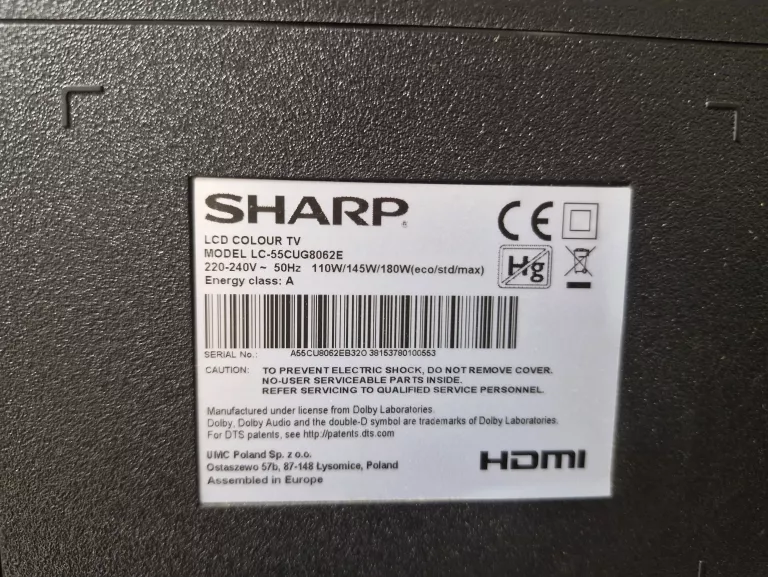 SHARP®
LCD COLOUR TV
MODEL LC-55CUG8062E
220-240V ~ 50Hz 110W/145W/180W(eco/std/max)
Energy class: A
CE
Hg
SERIAL No.: A55CU8062EB32O 38153780100553
CAUTION: TO PREVENT ELECTRIC SHOCK, DO NOT REMOVE COVER.
NO-USER SERVICEABLE PARTS INSIDE.
REFER SERVICING TO QUALIFIED SERVICE PERSONNEL.
Manufactured under license from Dolby Laboratories.
Dolby, Dolby Audio and the double-D symbol are trademarks of Dolby Laboratories.
For DTS patents, see http://patents.dts.com
UMC Poland Sp. z o.o.
Ostaszewo 57b, 87-148 Łysomice, Poland
Assembled in Europe
HDMI